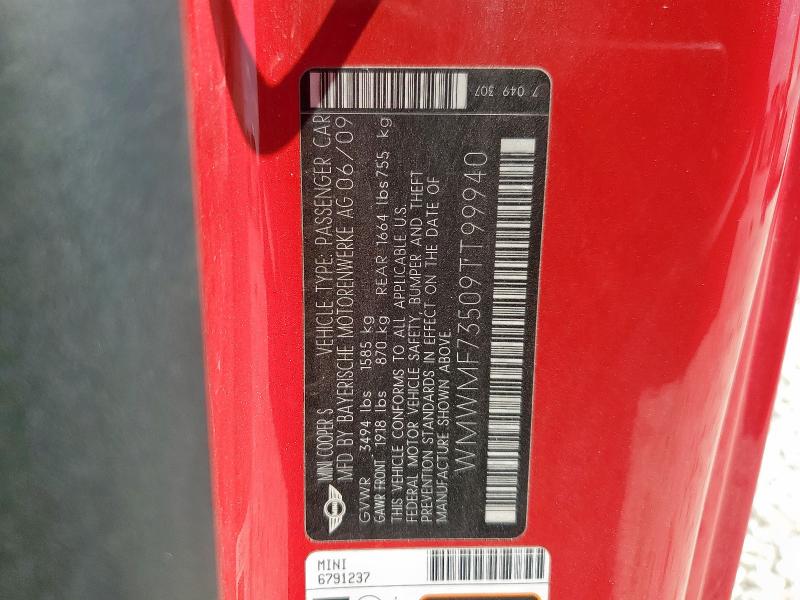 7 049 307
MINI COOPER S VEHICLE TYPE: PASSENGER CAR
MFD BY BAYERISCHE MOTORENWERKE AG 06/09
GVWR 3494 lbs 1585 kg
GAWR FRONT 1918 lbs 870 kg REAR 1664 lbs 755 kg
THIS VEHICLE CONFORMS TO ALL APPLICABLE U.S.
FEDERAL MOTOR VEHICLE SAFETY, BUMPER AND THEFT
PREVENTION STANDARDS IN EFFECT ON THE DATE OF
MANUFACTURE SHOWN ABOVE.
WMWMF73509TT99940
MINI
6791237